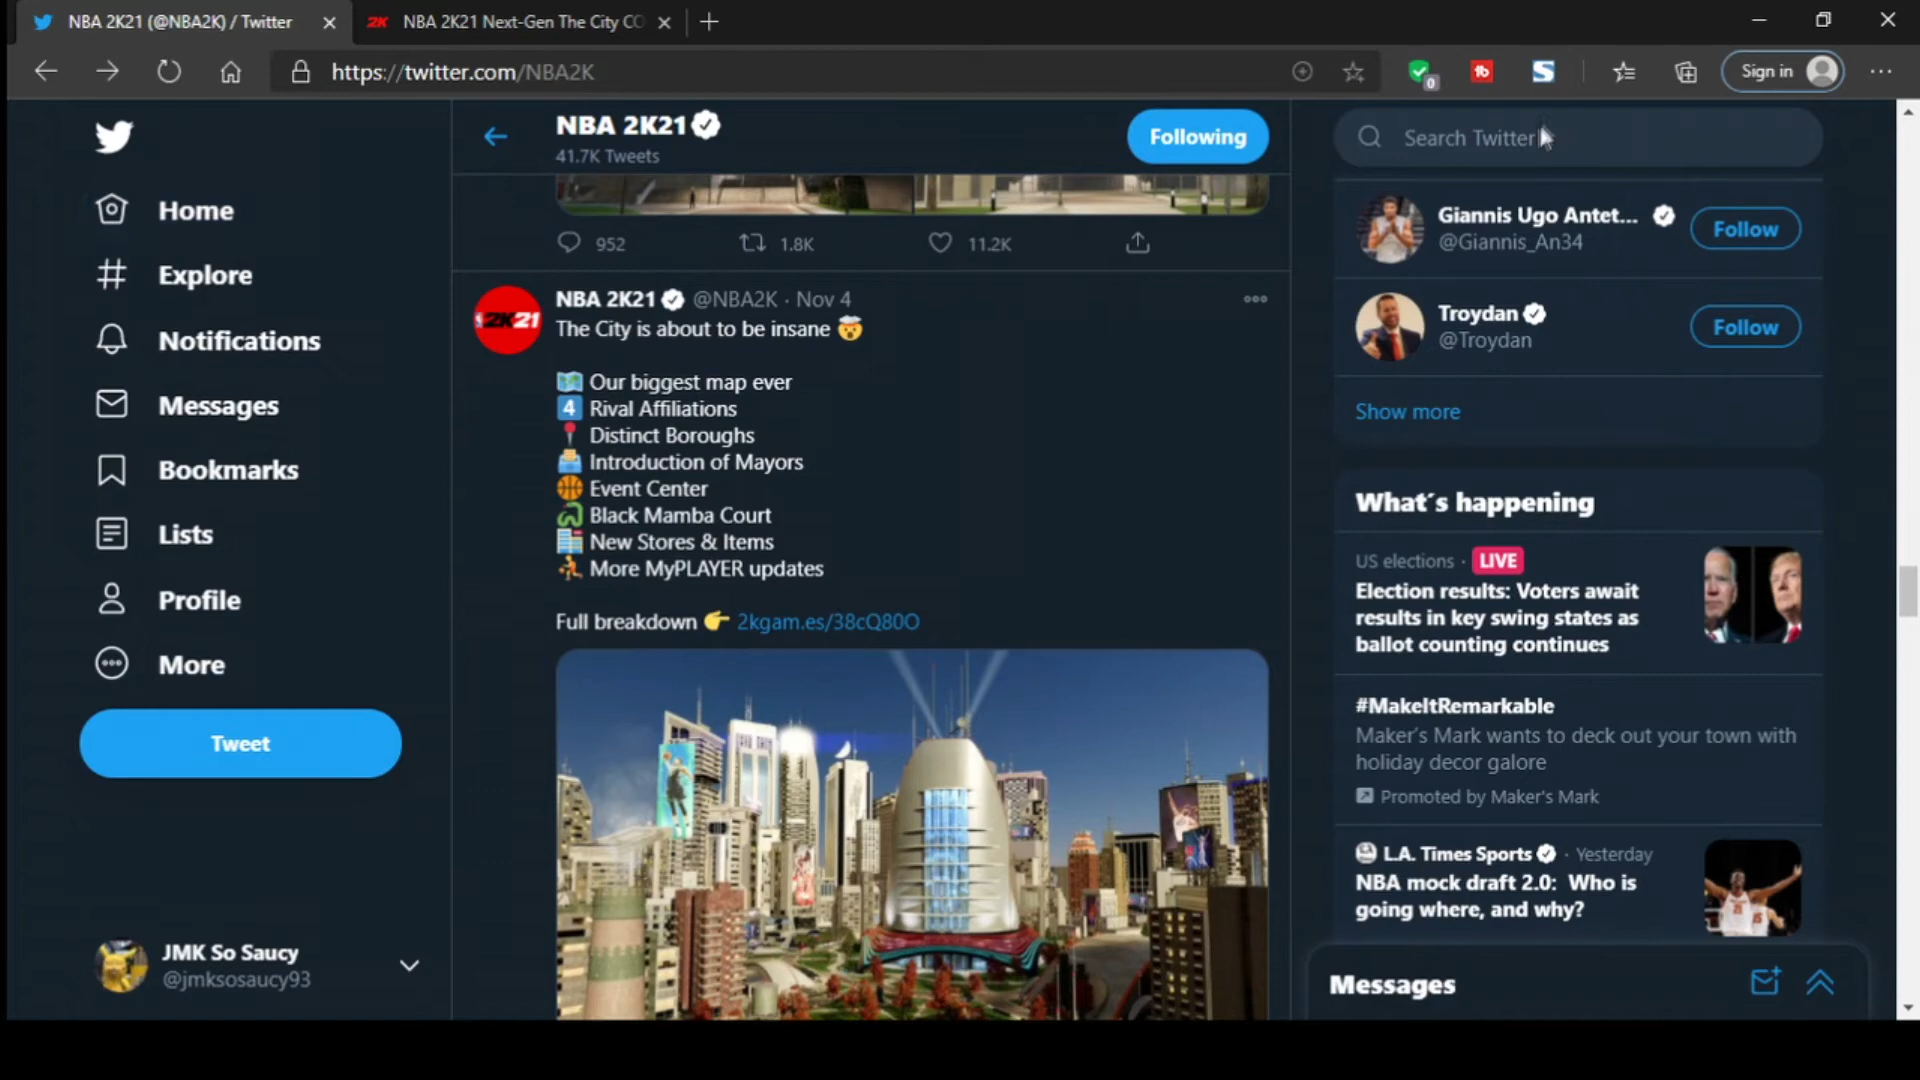 NBA 2K21 (@NBA2K) / Twitter
2K NBA 2K21 Next-Gen The City CO
https://twitter.com/NBA2K
0
tb
S
Sign in
NBA 2K21
41.7K Tweets
Following
Search Twitter
Home
Explore
Notifications
Messages
Bookmarks
Lists
Profile
More
Tweet
JMK So Saucy
@jmksosaucy93
952
1.8K
11.2K
2K21
NBA 2K21 @NBA2K · Nov 4
The City is about to be insane 🤯
🗺️ Our biggest map ever
4️⃣ Rival Affiliations
📍 Distinct Boroughs
🗳️ Introduction of Mayors
🏀 Event Center
🐍 Black Mamba Court
🏬 New Stores & Items
⛹️ More MyPLAYER updates
Full breakdown 👉 2kgam.es/38cQ80O
Giannis Ugo Antet...
@Giannis_An34
Follow
Troydan
@Troydan
Follow
Show more
What´s happening
US elections · LIVE
Election results: Voters await
results in key swing states as
ballot counting continues
#MakeItRemarkable
Maker's Mark wants to deck out your town with
holiday decor galore
Promoted by Maker's Mark
L.A. Times Sports · Yesterday
NBA mock draft 2.0: Who is
going where, and why?
Messages